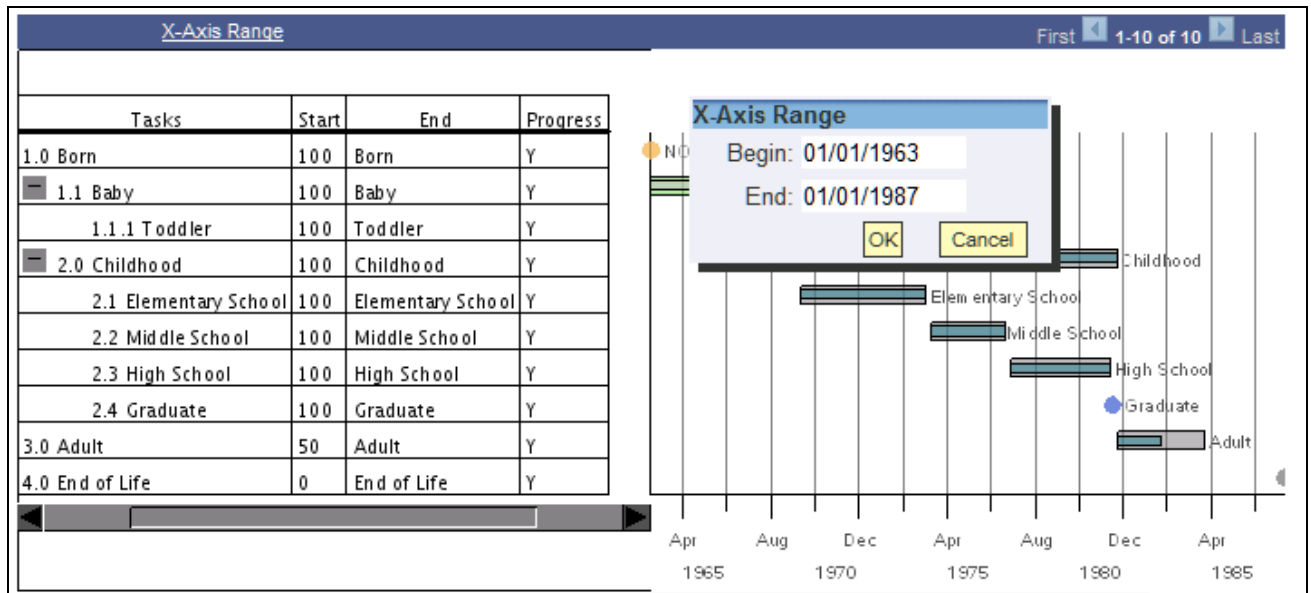 X-Axis Range First 1-10 of 10 Last
Tasks Start End Progress
1.0 Born 100 Born Y
1.1 Baby 100 Baby Y
1.1.1 Toddler 100 Toddler Y
2.0 Childhood 100 Childhood Y
2.1 Elementary School 100 Elementary School Y
2.2 Middle School 100 Middle School Y
2.3 High School 100 High School Y
2.4 Graduate 100 Graduate Y
3.0 Adult 50 Adult Y
4.0 End of Life 0 End of Life Y
X-Axis Range
Begin: 01/01/1963
End: 01/01/1987
OK Cancel
Childhood
Elementary School
Middle School
High School
Graduate
Adult
Apr Aug Dec Apr Aug Dec Apr
1965 1970 1975 1980 1985